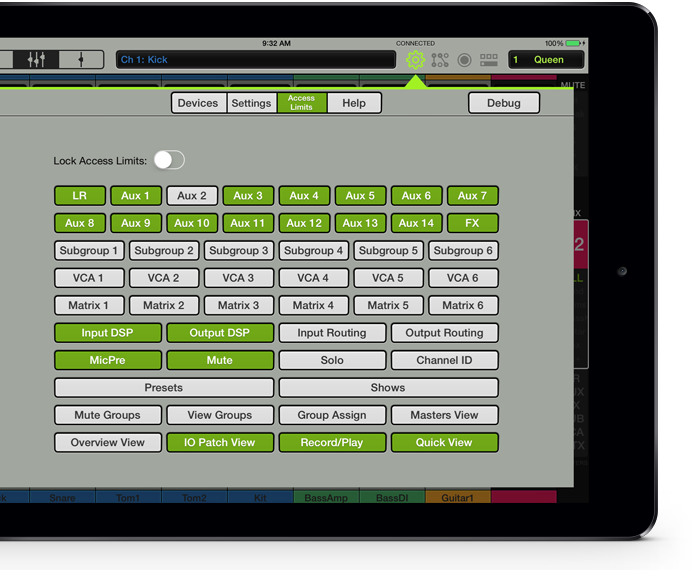 9:32 AM
CONNECTED
100%
Ch 1: Kick
1 Queen
MUTE
Devices
Settings
Access
Limits
Help
Debug
Lock Access Limits:
LR Aux 1 Aux 2 Aux 3 Aux 4 Aux 5 Aux 6 Aux 7
Aux 8 Aux 9 Aux 10 Aux 11 Aux 12 Aux 13 Aux 14 FX
Subgroup 1 Subgroup 2 Subgroup 3 Subgroup 4 Subgroup 5 Subgroup 6
VCA 1 VCA 2 VCA 3 VCA 4 VCA 5 VCA 6
Matrix 1 Matrix 2 Matrix 3 Matrix 4 Matrix 5 Matrix 6
Input DSP Output DSP Input Routing Output Routing
MicPre Mute Solo Channel ID
Presets Shows
Mute Groups View Groups Group Assign Masters View
Overview View IO Patch View Record/Play Quick View
Snare Tom1 Tom2 Kit BassAmp BassDI Guitar1